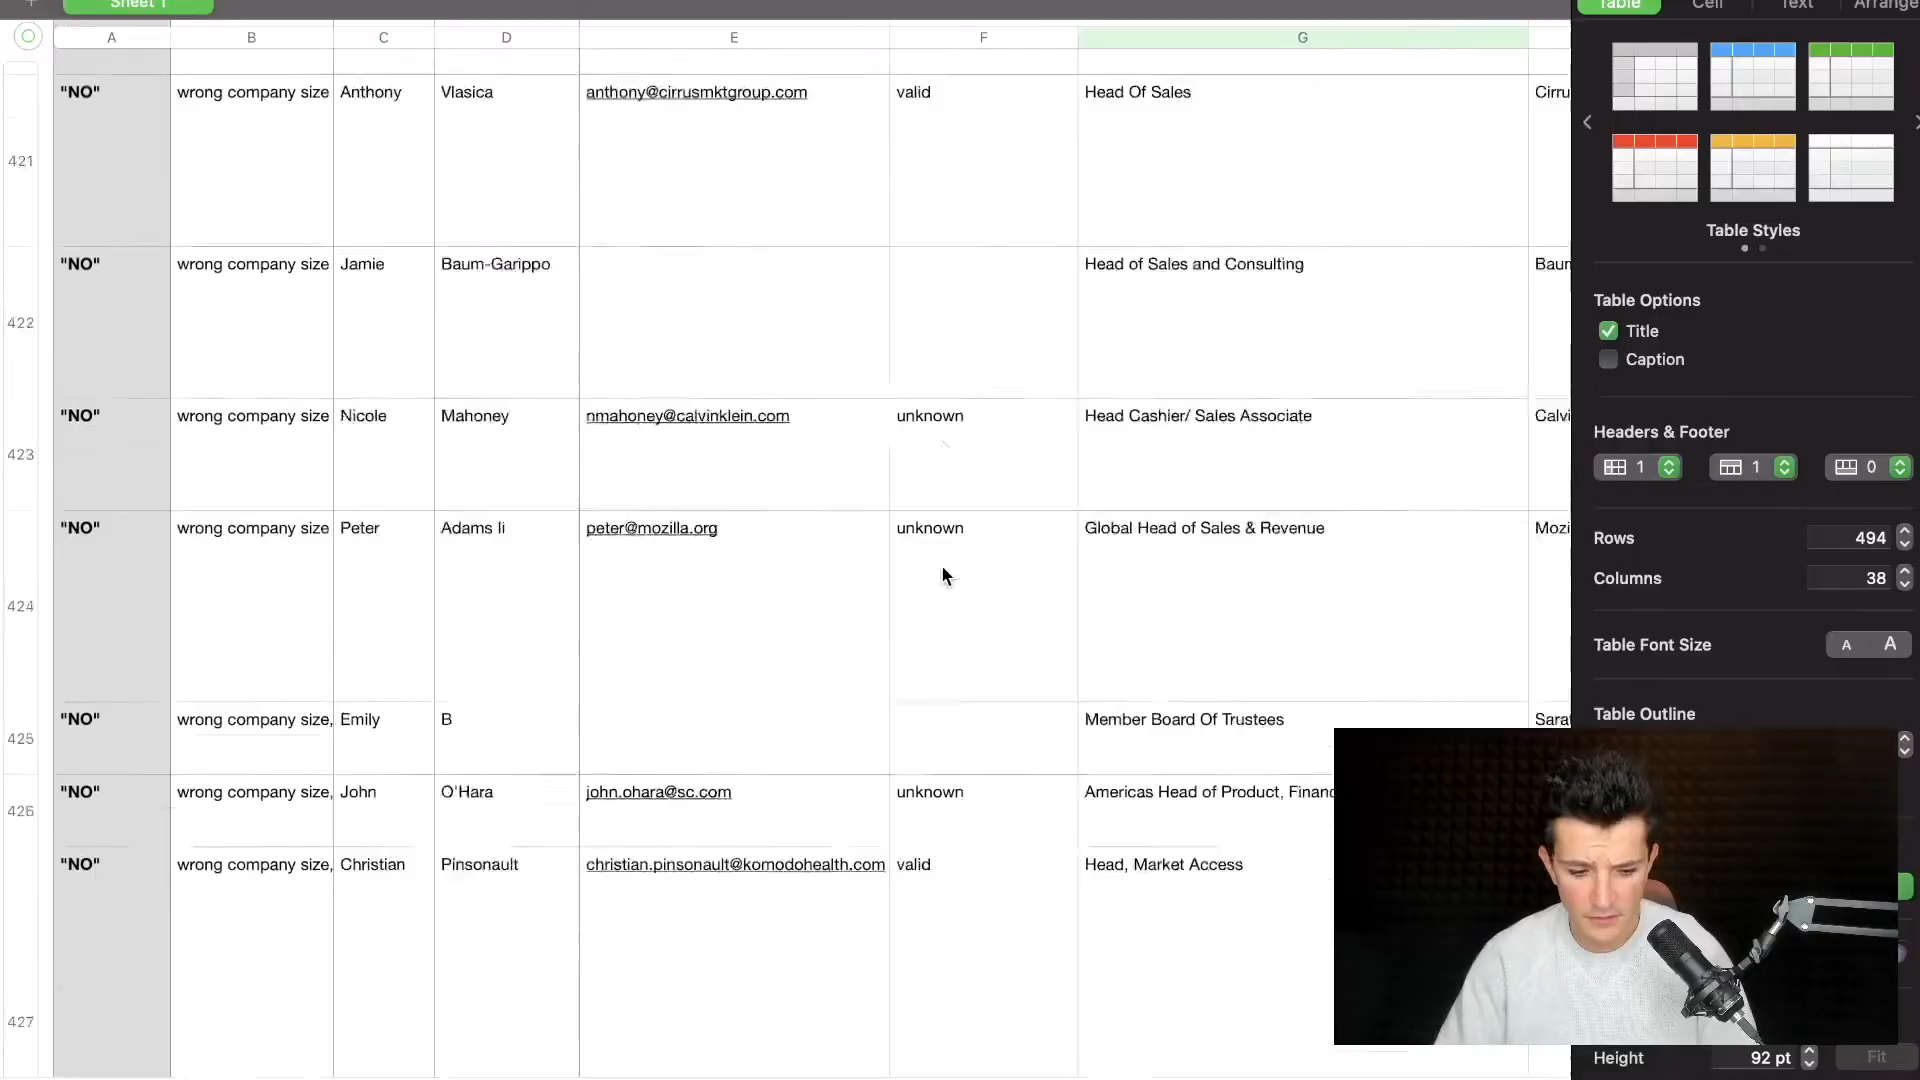 Sheet 1
Table Cell Text Arrange
A B C D E F G
421 "NO" wrong company size Anthony Vlasica anthony@cirrusmktgroup.com valid Head Of Sales Cirru
422 "NO" wrong company size Jamie Baum-Garippo Head of Sales and Consulting Baum
423 "NO" wrong company size Nicole Mahoney nmahoney@calvinklein.com unknown Head Cashier/ Sales Associate Calvi
424 "NO" wrong company size Peter Adams Ii peter@mozilla.org unknown Global Head of Sales & Revenue Mozi
425 "NO" wrong company size, Emily B Member Board Of Trustees Sarat
426 "NO" wrong company size, John O'Hara john.ohara@sc.com unknown Americas Head of Product, Financ
427 "NO" wrong company size, Christian Pinsonault christian.pinsonault@komodohealth.com valid Head, Market Access
Table Styles
Table Options
Title
Caption
Headers & Footer
1 1 0
Rows 494
Columns 38
Table Font Size A A
Table Outline
Height 92 pt Fit